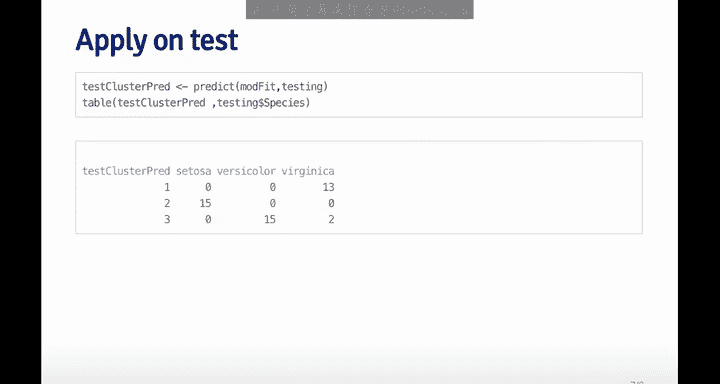 Apply on test
testClusterPred <- predict(modFit,testing)
table(testClusterPred ,testing$Species)
testClusterPred setosa versicolor virginica
1 0 0 13
2 15 0 0
3 0 15 2